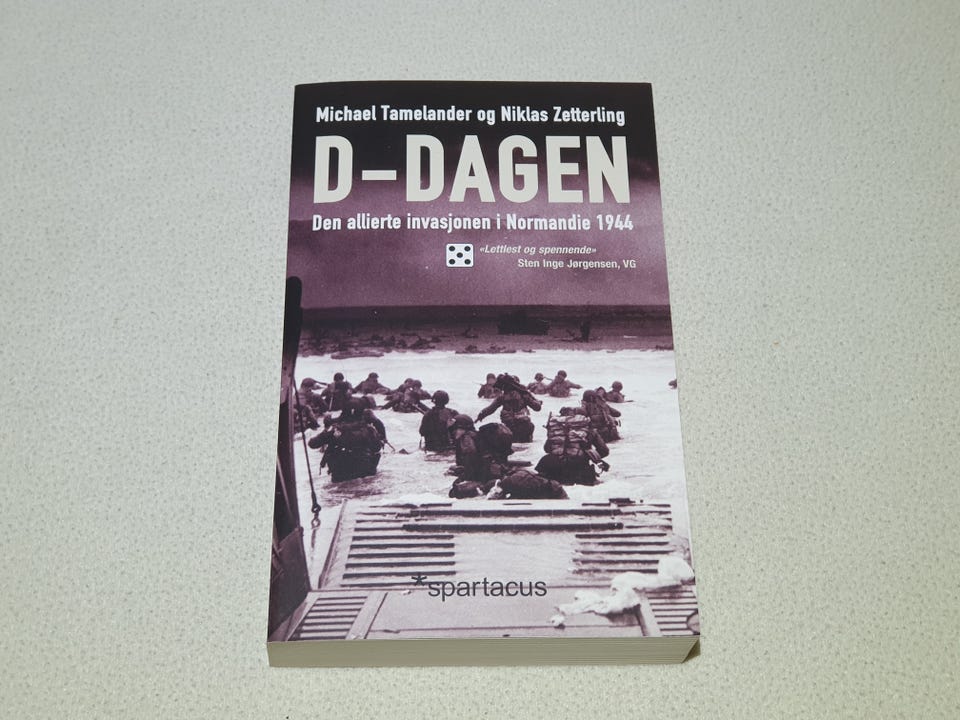 Michael Tamelander og Niklas Zetterling
D–DAGEN
Den allierte invasjonen i Normandie 1944
«Lettlest og spennende»
Sten Inge Jørgensen, VG
*spartacus